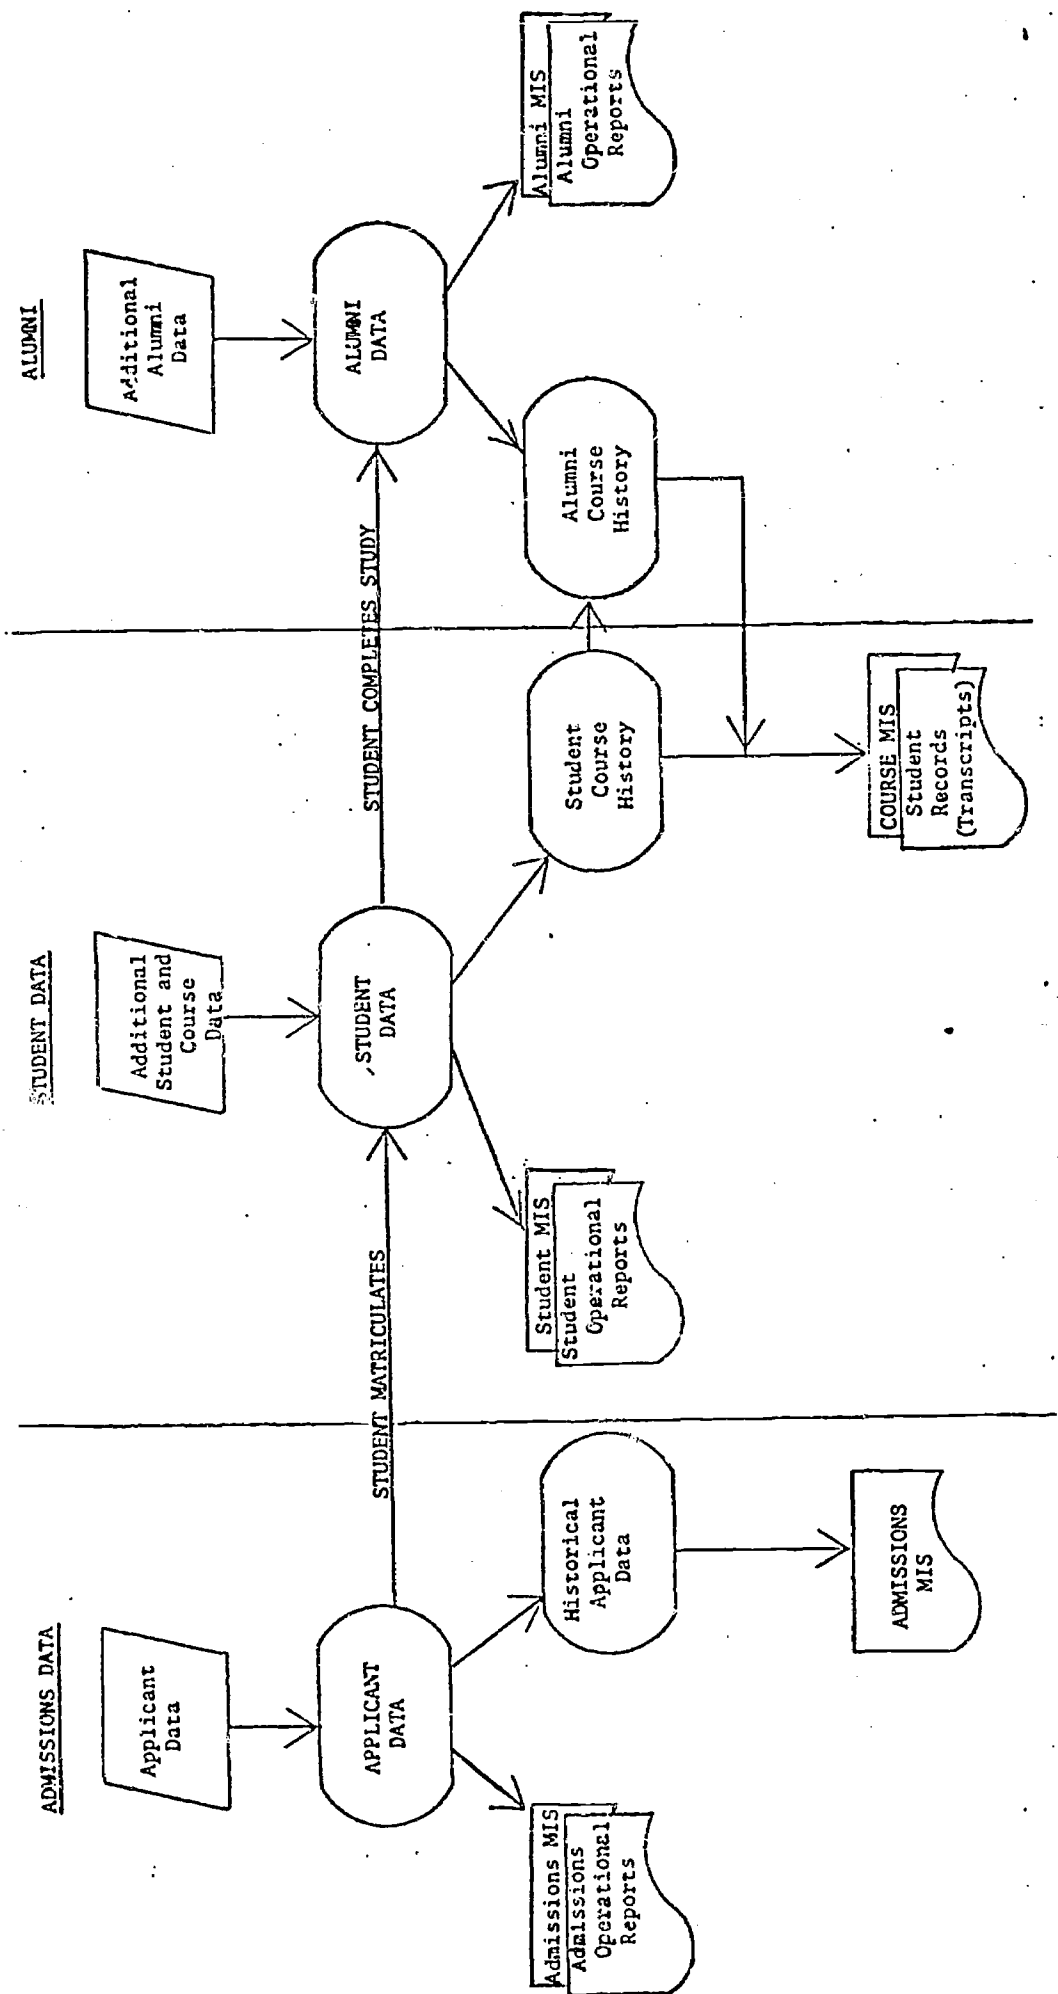 ADMISSIONS DATA
Applicant
Data
APPLICANT
DATA
Admissions MIS
Admissions
Operational
Reports
Historical
Applicant
Data
ADMISSIONS
MIS
STUDENT MATRICULATES
STUDENT DATA
Additional
Student and
Course
Data
STUDENT
DATA
Student MIS
Student
Operational
Reports
Student
Course
History
COURSE MIS
Student
Records
(Transcripts)
STUDENT COMPLETES STUDY
ALUMNI
Additional
Alumni
Data
ALUMNI
DATA
Alumni
Course
History
Alumni MIS
Alumni
Operational
Reports